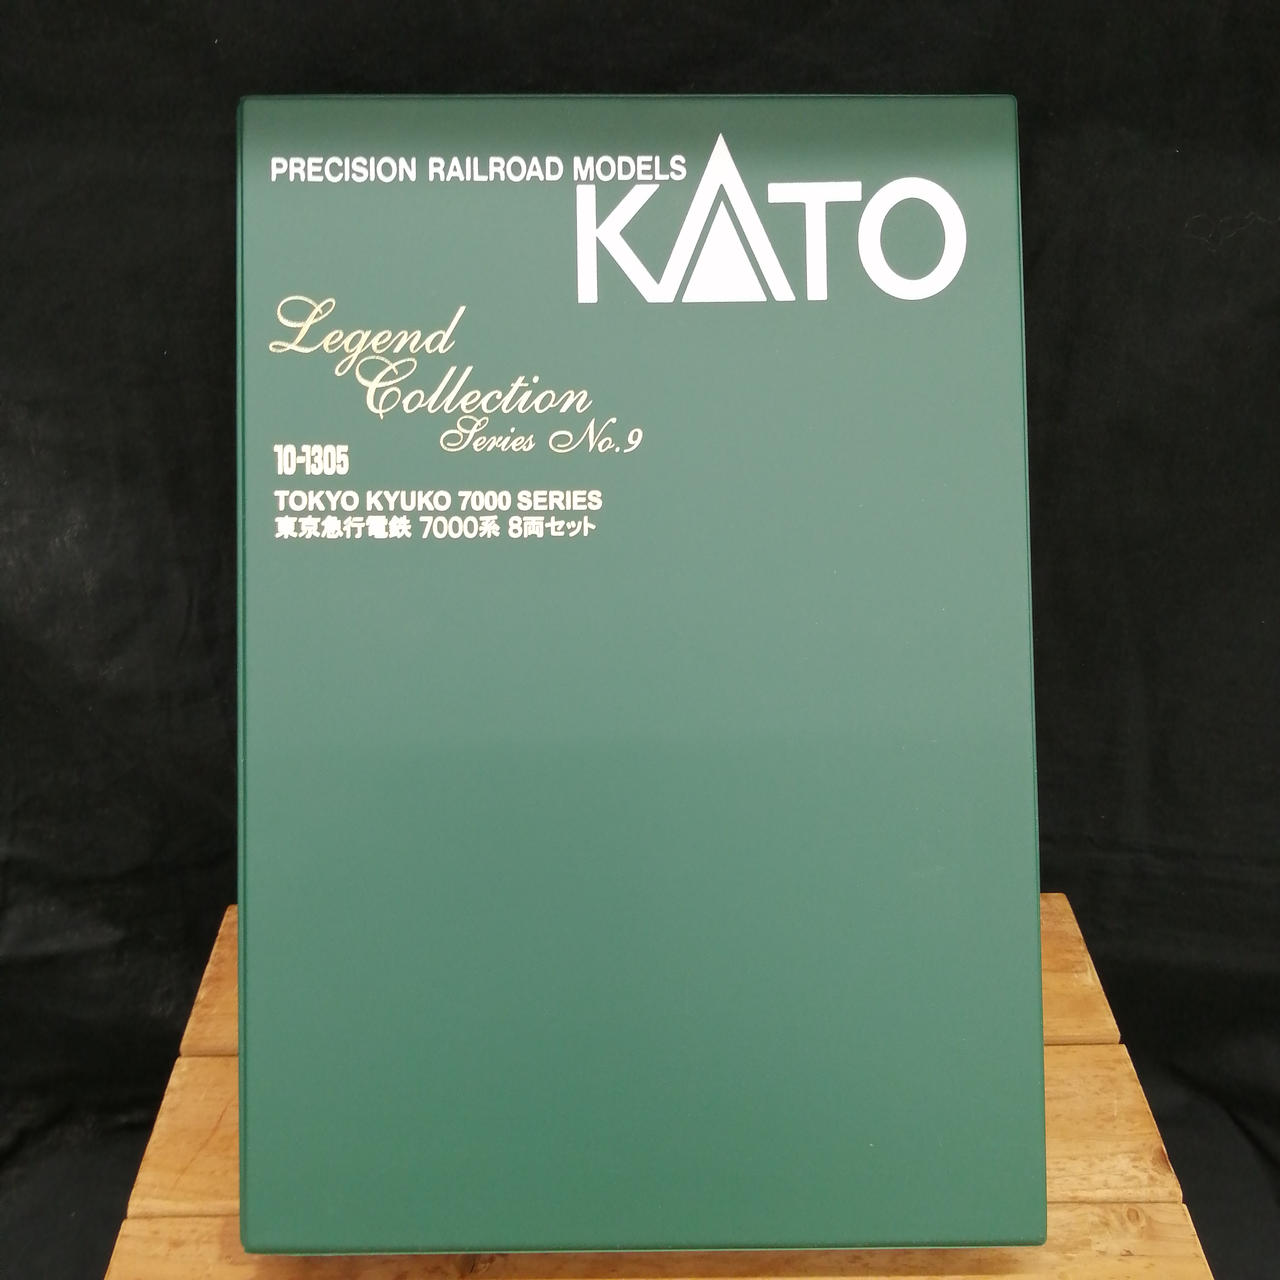 PRECISION RAILROAD MODELS
KATO
Legend
Collection
Series No.9
10-1305
TOKYO KYUKO 7000 SERIES
東京急行電鉄 7000系 8両セット